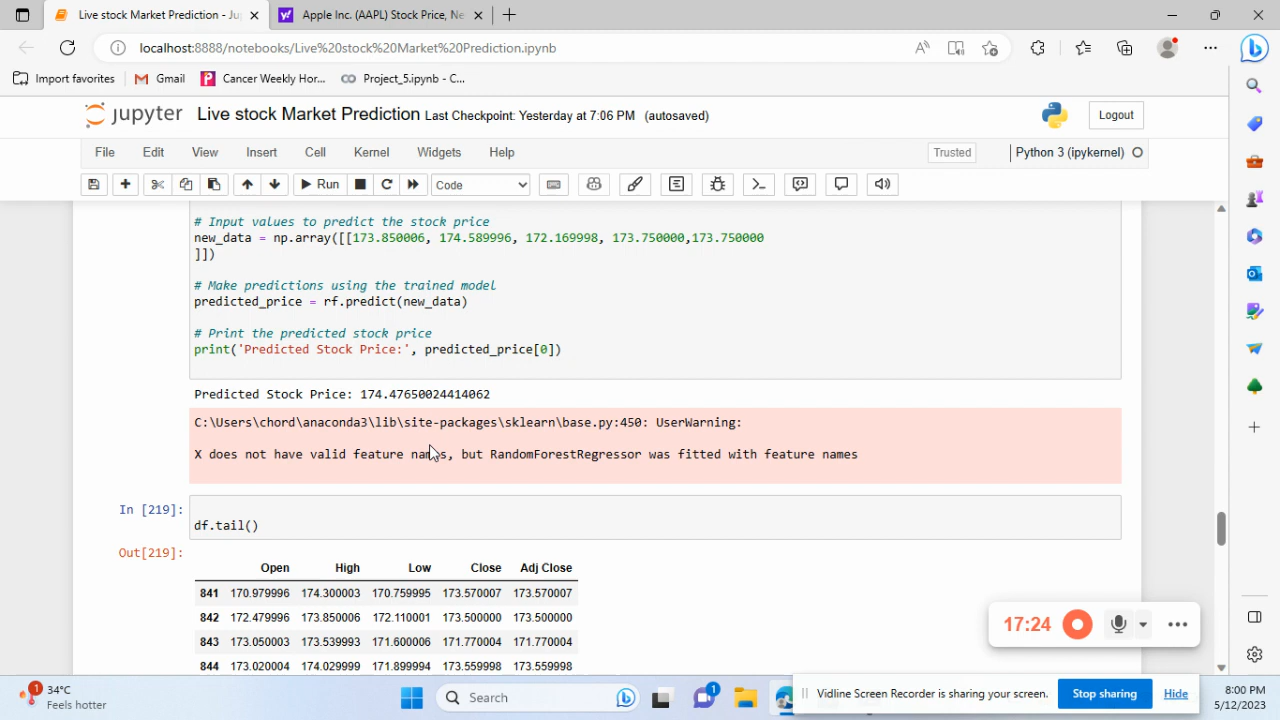 Live stock Market Prediction - Ju
Apple Inc. (AAPL) Stock Price, Ne
localhost:8888/notebooks/Live%20stock%20Market%20Prediction.ipynb
Import favorites
Gmail
Cancer Weekly Hor...
Project_5.ipynb - C...
jupyter Live stock Market Prediction Last Checkpoint: Yesterday at 7:06 PM (autosaved)
Logout
File Edit View Insert Cell Kernel Widgets Help
Trusted
Python 3 (ipykernel)
Run
Code
# Input values to predict the stock price
new_data = np.array([[173.850006, 174.589996, 172.169998, 173.750000,173.750000
]])
# Make predictions using the trained model
predicted_price = rf.predict(new_data)
# Print the predicted stock price
print('Predicted Stock Price:', predicted_price[0])
Predicted Stock Price: 174.47650024414062
C:\Users\chord\anaconda3\lib\site-packages\sklearn\base.py:450: UserWarning:
X does not have valid feature names, but RandomForestRegressor was fitted with feature names
In [219]:
df.tail()
Out[219]:
Open High Low Close Adj Close
841 170.979996 174.300003 170.759995 173.570007 173.570007
842 172.479996 173.850006 172.110001 173.500000 173.500000
843 173.050003 173.539993 171.600006 171.770004 171.770004
844 173.020004 174.029999 171.899994 173.559998 173.559998
17:24
1
34°C
Feels hotter
Search
1
Vidline Screen Recorder is sharing your screen.
Stop sharing
Hide
8:00 PM
5/12/2023